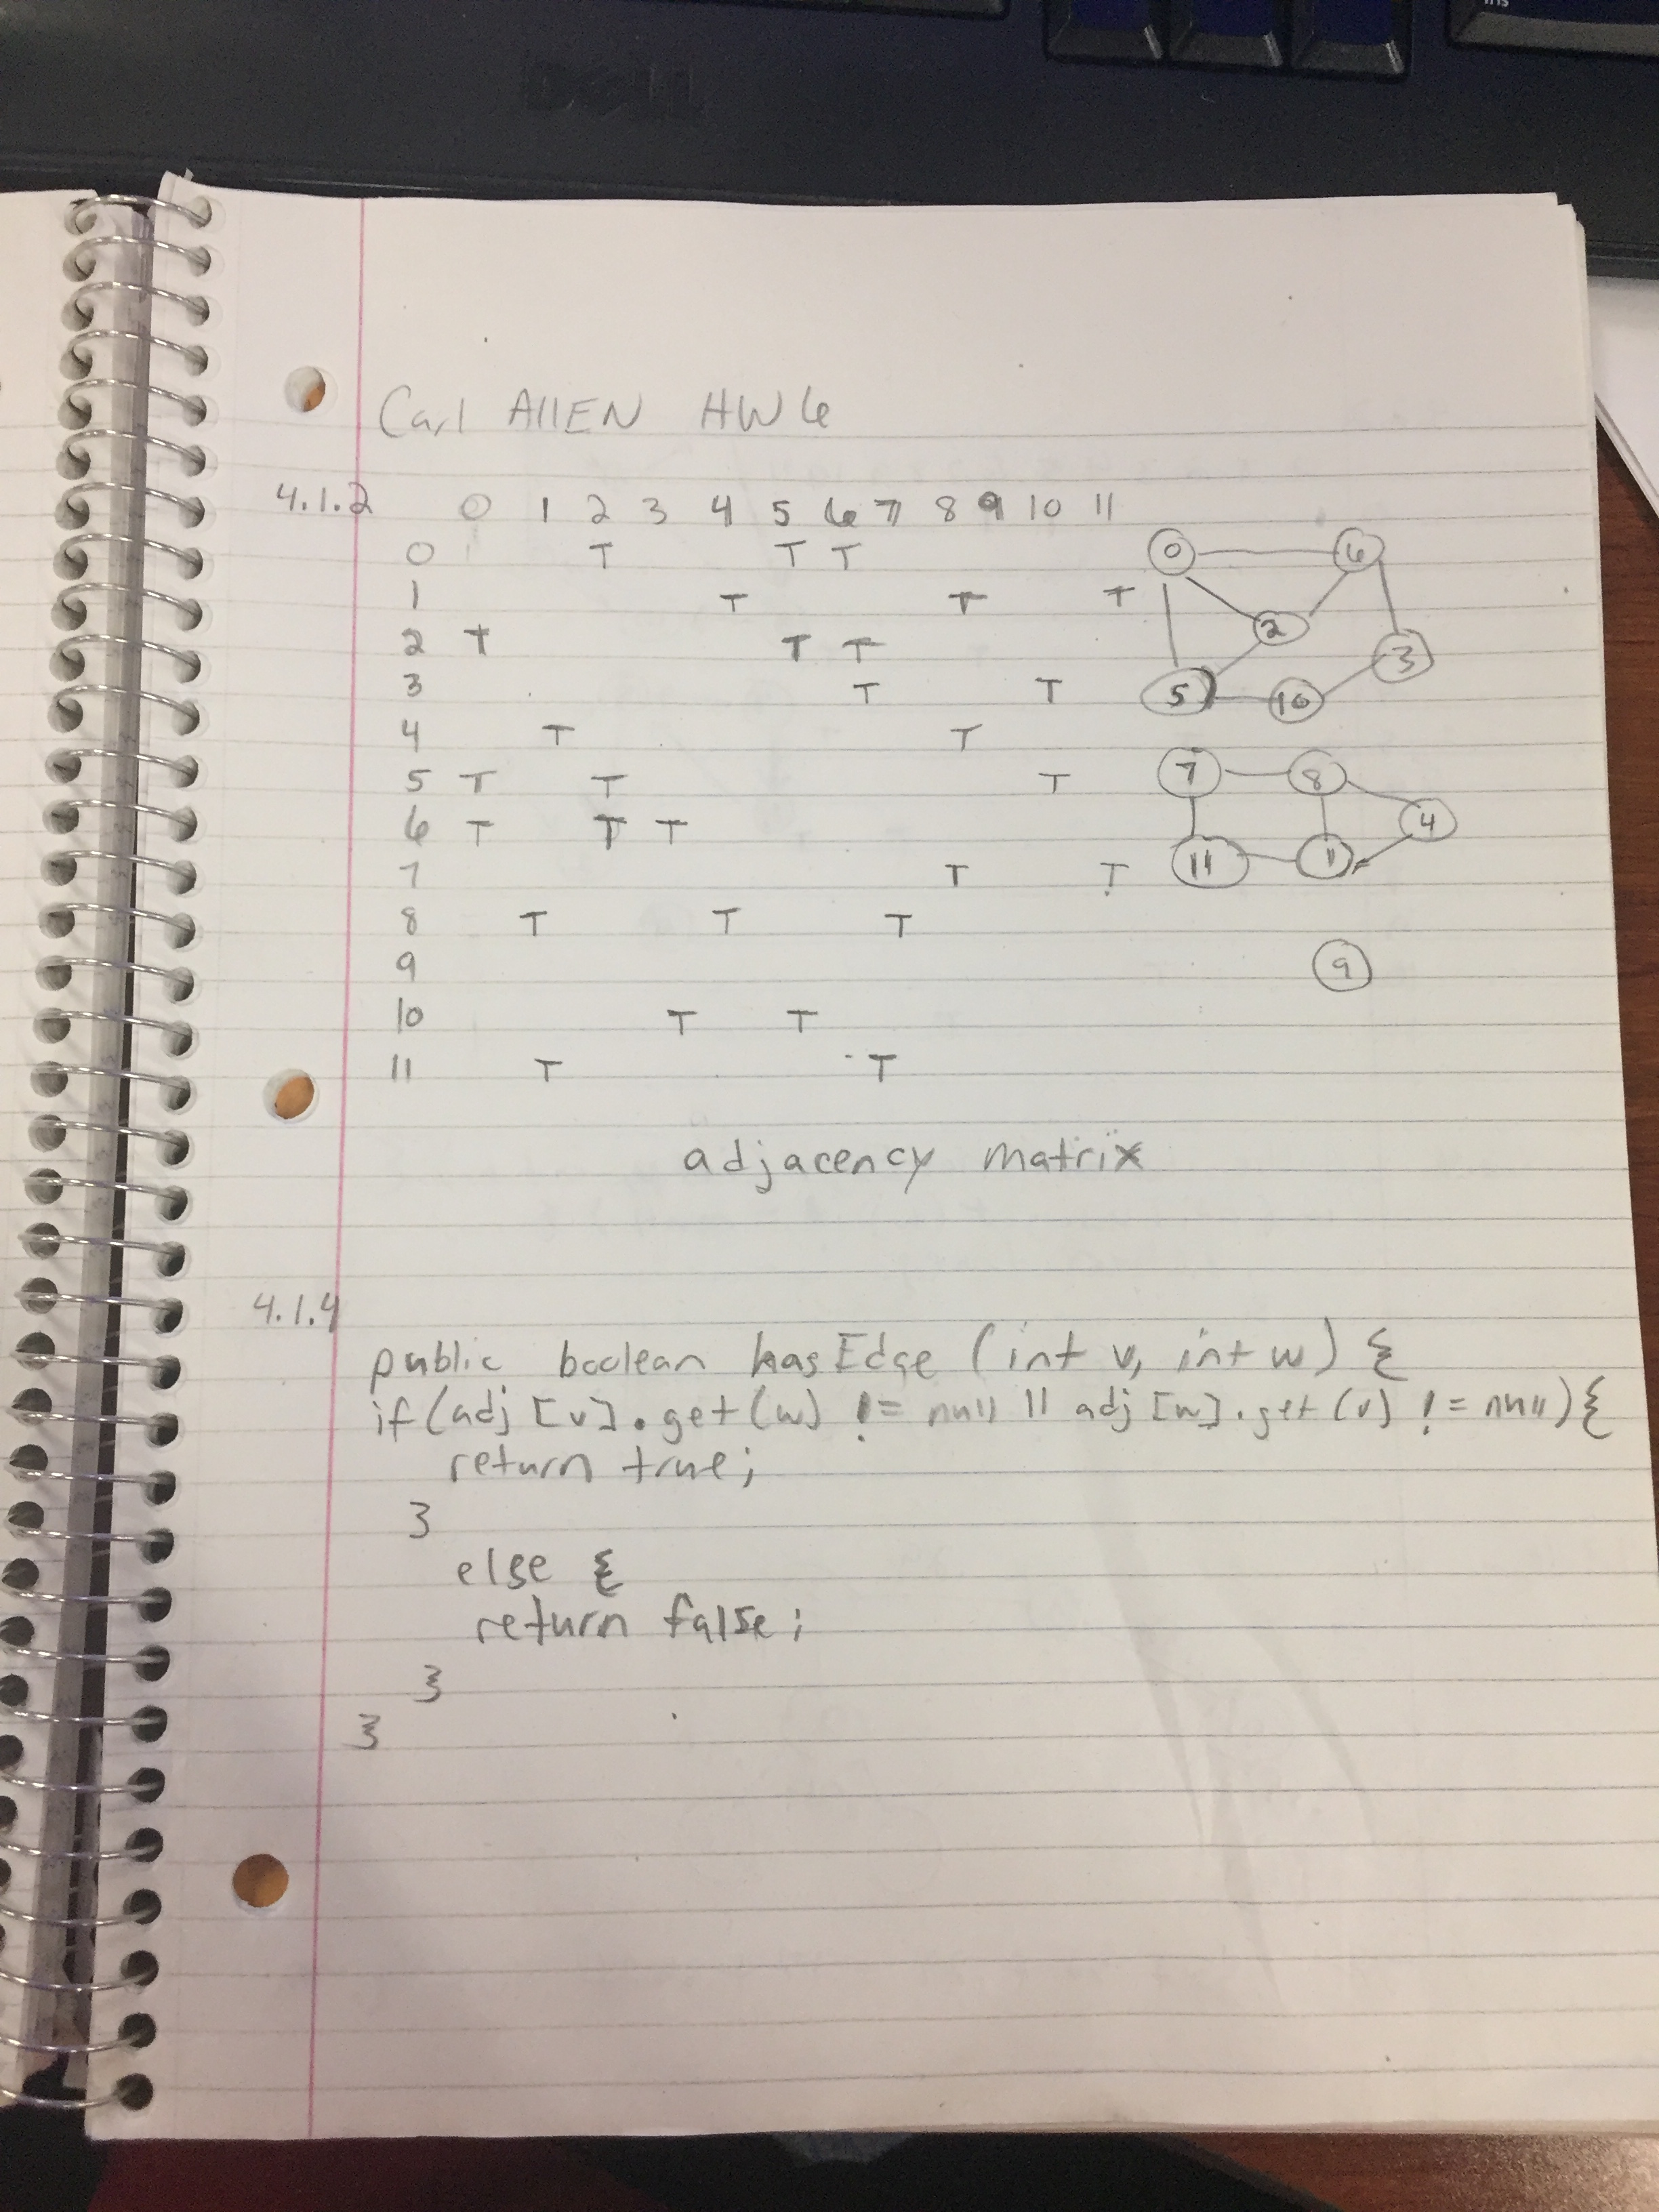 Ins
DELL
Carl AllEN HW6
4.1.2 0 1 2 3 4 5 6 7 8 9 10 11
0 T T T
1 T T T
2 T T T
3 T T
4 T T
5 T T T
6 T T T
7 T T
8 T T T
9
10 T T
11 T T
0 6
2
3
5 10
7 8
4
11 1
9
adjacency matrix
4.1.4
public boolean hasEdge (int v, int w) {
if(adj [v].get(w) != null || adj [w].get(v) != null){
return true;
}
else {
return false;
}
}